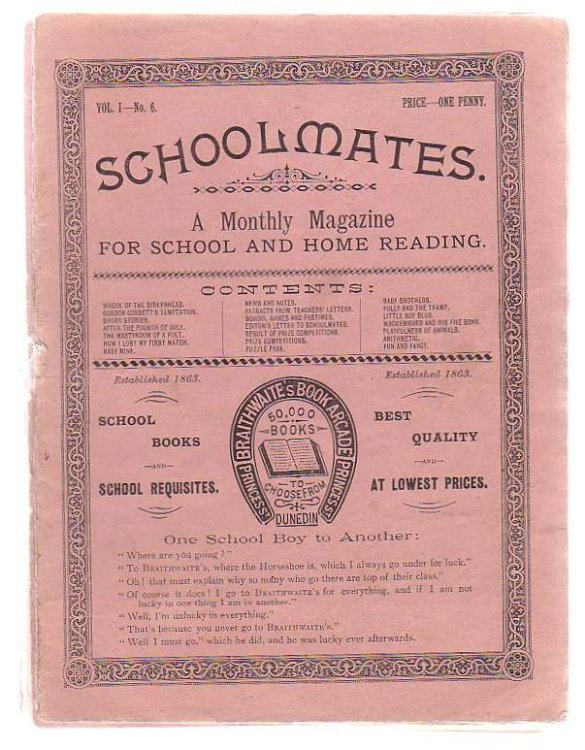 VOL. I—No. 6.
PRICE—ONE PENNY.
SCHOOLMATES.
A Monthly Magazine
FOR SCHOOL AND HOME READING.
CONTENTS:
WRECK OF THE BIRKENHEAD.
GORDON GONDETT'S TEMPTATION.
SHORT STORIES.
AFTER THE FOURTH OF JULY.
THE MARTYRDOM OF A POET.
HOW I LOST MY FIRST MATCH.
BABY MINE.
NEWS AND NOTES.
EXTRACTS FROM TEACHERS' LETTERS.
SCHOOL GAMES AND PASTIMES.
EDITOR'S LETTER TO SCHOOLMATES.
RESULT OF PRIZE COMPETITIONS.
PRIZE COMPETITIONS.
PUZZLE PAGE.
BABY BROTHERS.
POLLY AND THE TRAMP.
LITTLE BOY BLUE.
AND HIS FIVE SONS.
PLAYFULNESS OF ANIMALS.
ARITHMETIC.
FUN AND FANCY.
Established 1863.
Established 1863.
SCHOOL
BOOKS
—AND—
SCHOOL REQUISITES.
BRAITHWAITE'S BOOK ARCADE
PRINCESS ST
PRINCESS ST
50,000
BOOKS
TO
CHOOSE FROM
DUNEDIN
BEST
QUALITY
—AND—
AT LOWEST PRICES.
One School Boy to Another:
"Where are you going?"
"To BRAITHWAITE'S, where the Horseshoe is, which I always go under for luck."
"Oh! that must explain why so many who go there are top of their class."
"Of course it does! I go to BRAITHWAITE'S for everything, and if I am not
lucky in one thing I am in another."
"Well, I'm unlucky in everything."
"That's because you never go to BRAITHWAITE'S."
"Well I must go," which he did, and he was lucky ever afterwards.